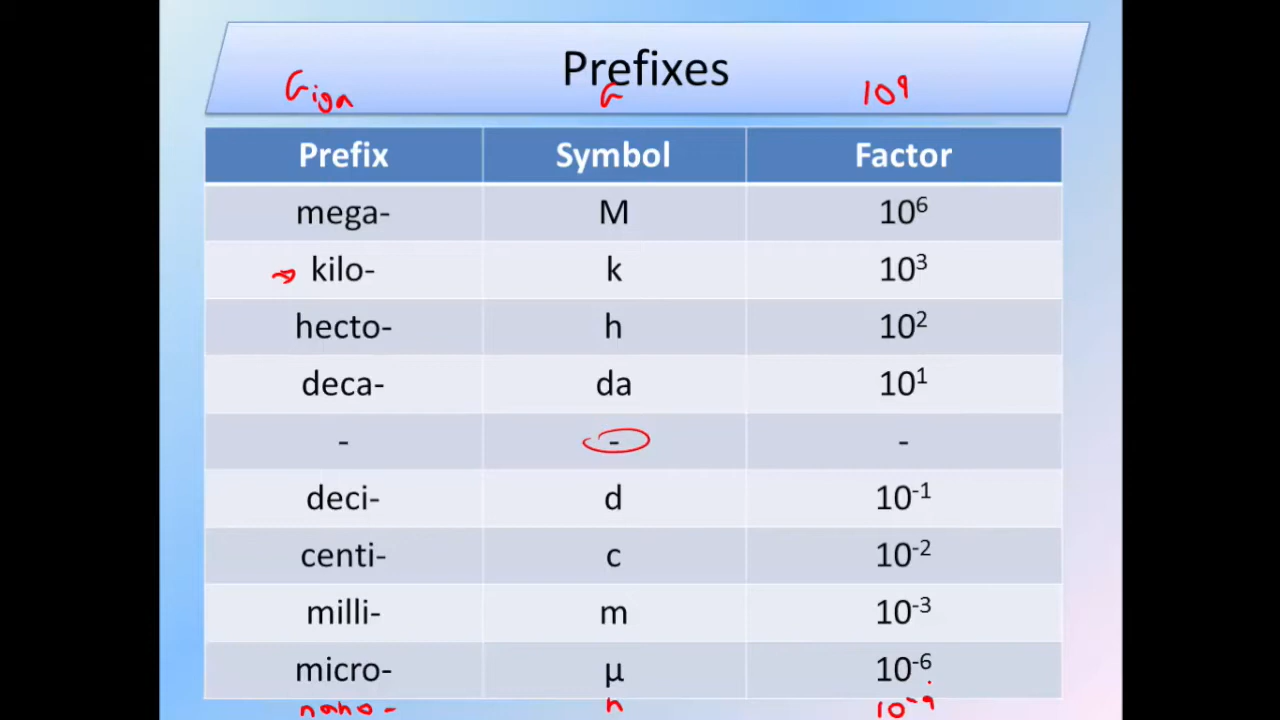 Prefixes
Giga G 10⁹
Prefix Symbol Factor
mega- M 10⁶
kilo- k 10³
hecto- h 10²
deca- da 10¹
- - -
deci- d 10⁻¹
centi- c 10⁻²
milli- m 10⁻³
micro- µ 10⁻⁶
nano- n 10⁻⁹